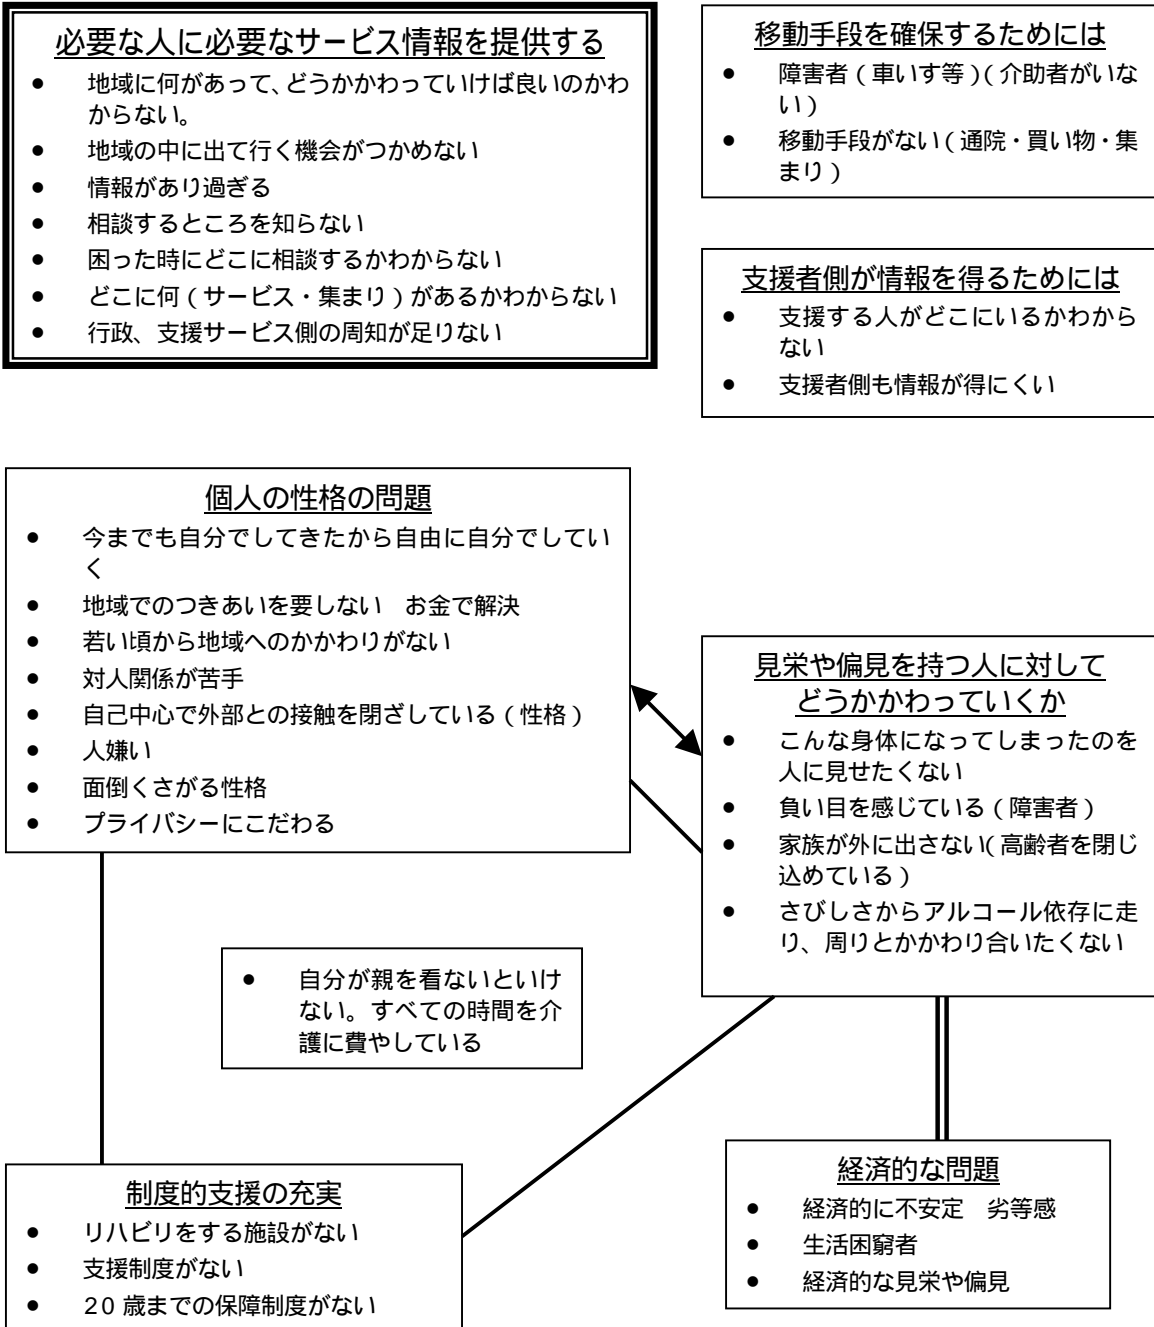 必要な人に必要なサービス情報を提供する
● 地域に何があって、どうかかわっていけば良いのかわ
からない。
● 地域の中に出て行く機会がつかめない
● 情報があり過ぎる
● 相談するところを知らない
● 困った時にどこに相談するかわからない
● どこに何（サービス・集まり）があるかわからない
● 行政、支援サービス側の周知が足りない
移動手段を確保するためには
● 障害者（車いす等）（介助者がいな
い）
● 移動手段がない（通院・買い物・集
まり）
支援者側が情報を得るためには
● 支援する人がどこにいるかわから
ない
● 支援者側も情報が得にくい
個人の性格の問題
● 今までも自分でしてきたから自由に自分でしてい
く
● 地域でのつきあいを要しない　お金で解決
● 若い頃から地域へのかかわりがない
● 対人関係が苦手
● 自己中心で外部との接触を閉ざしている（性格）
● 人嫌い
● 面倒くさがる性格
● プライバシーにこだわる
見栄や偏見を持つ人に対して
どうかかわっていくか
● こんな身体になってしまったのを
人に見せたくない
● 負い目を感じている（障害者）
● 家族が外に出さない（高齢者を閉じ
込めている）
● さびしさからアルコール依存に走
り、周りとかかわり合いたくない
● 自分が親を看ないといけ
ない。すべての時間を介
護に費やしている
制度的支援の充実
● リハビリをする施設がない
● 支援制度がない
● 20歳までの保障制度がない
経済的な問題
● 経済的に不安定　劣等感
● 生活困窮者
● 経済的な見栄や偏見